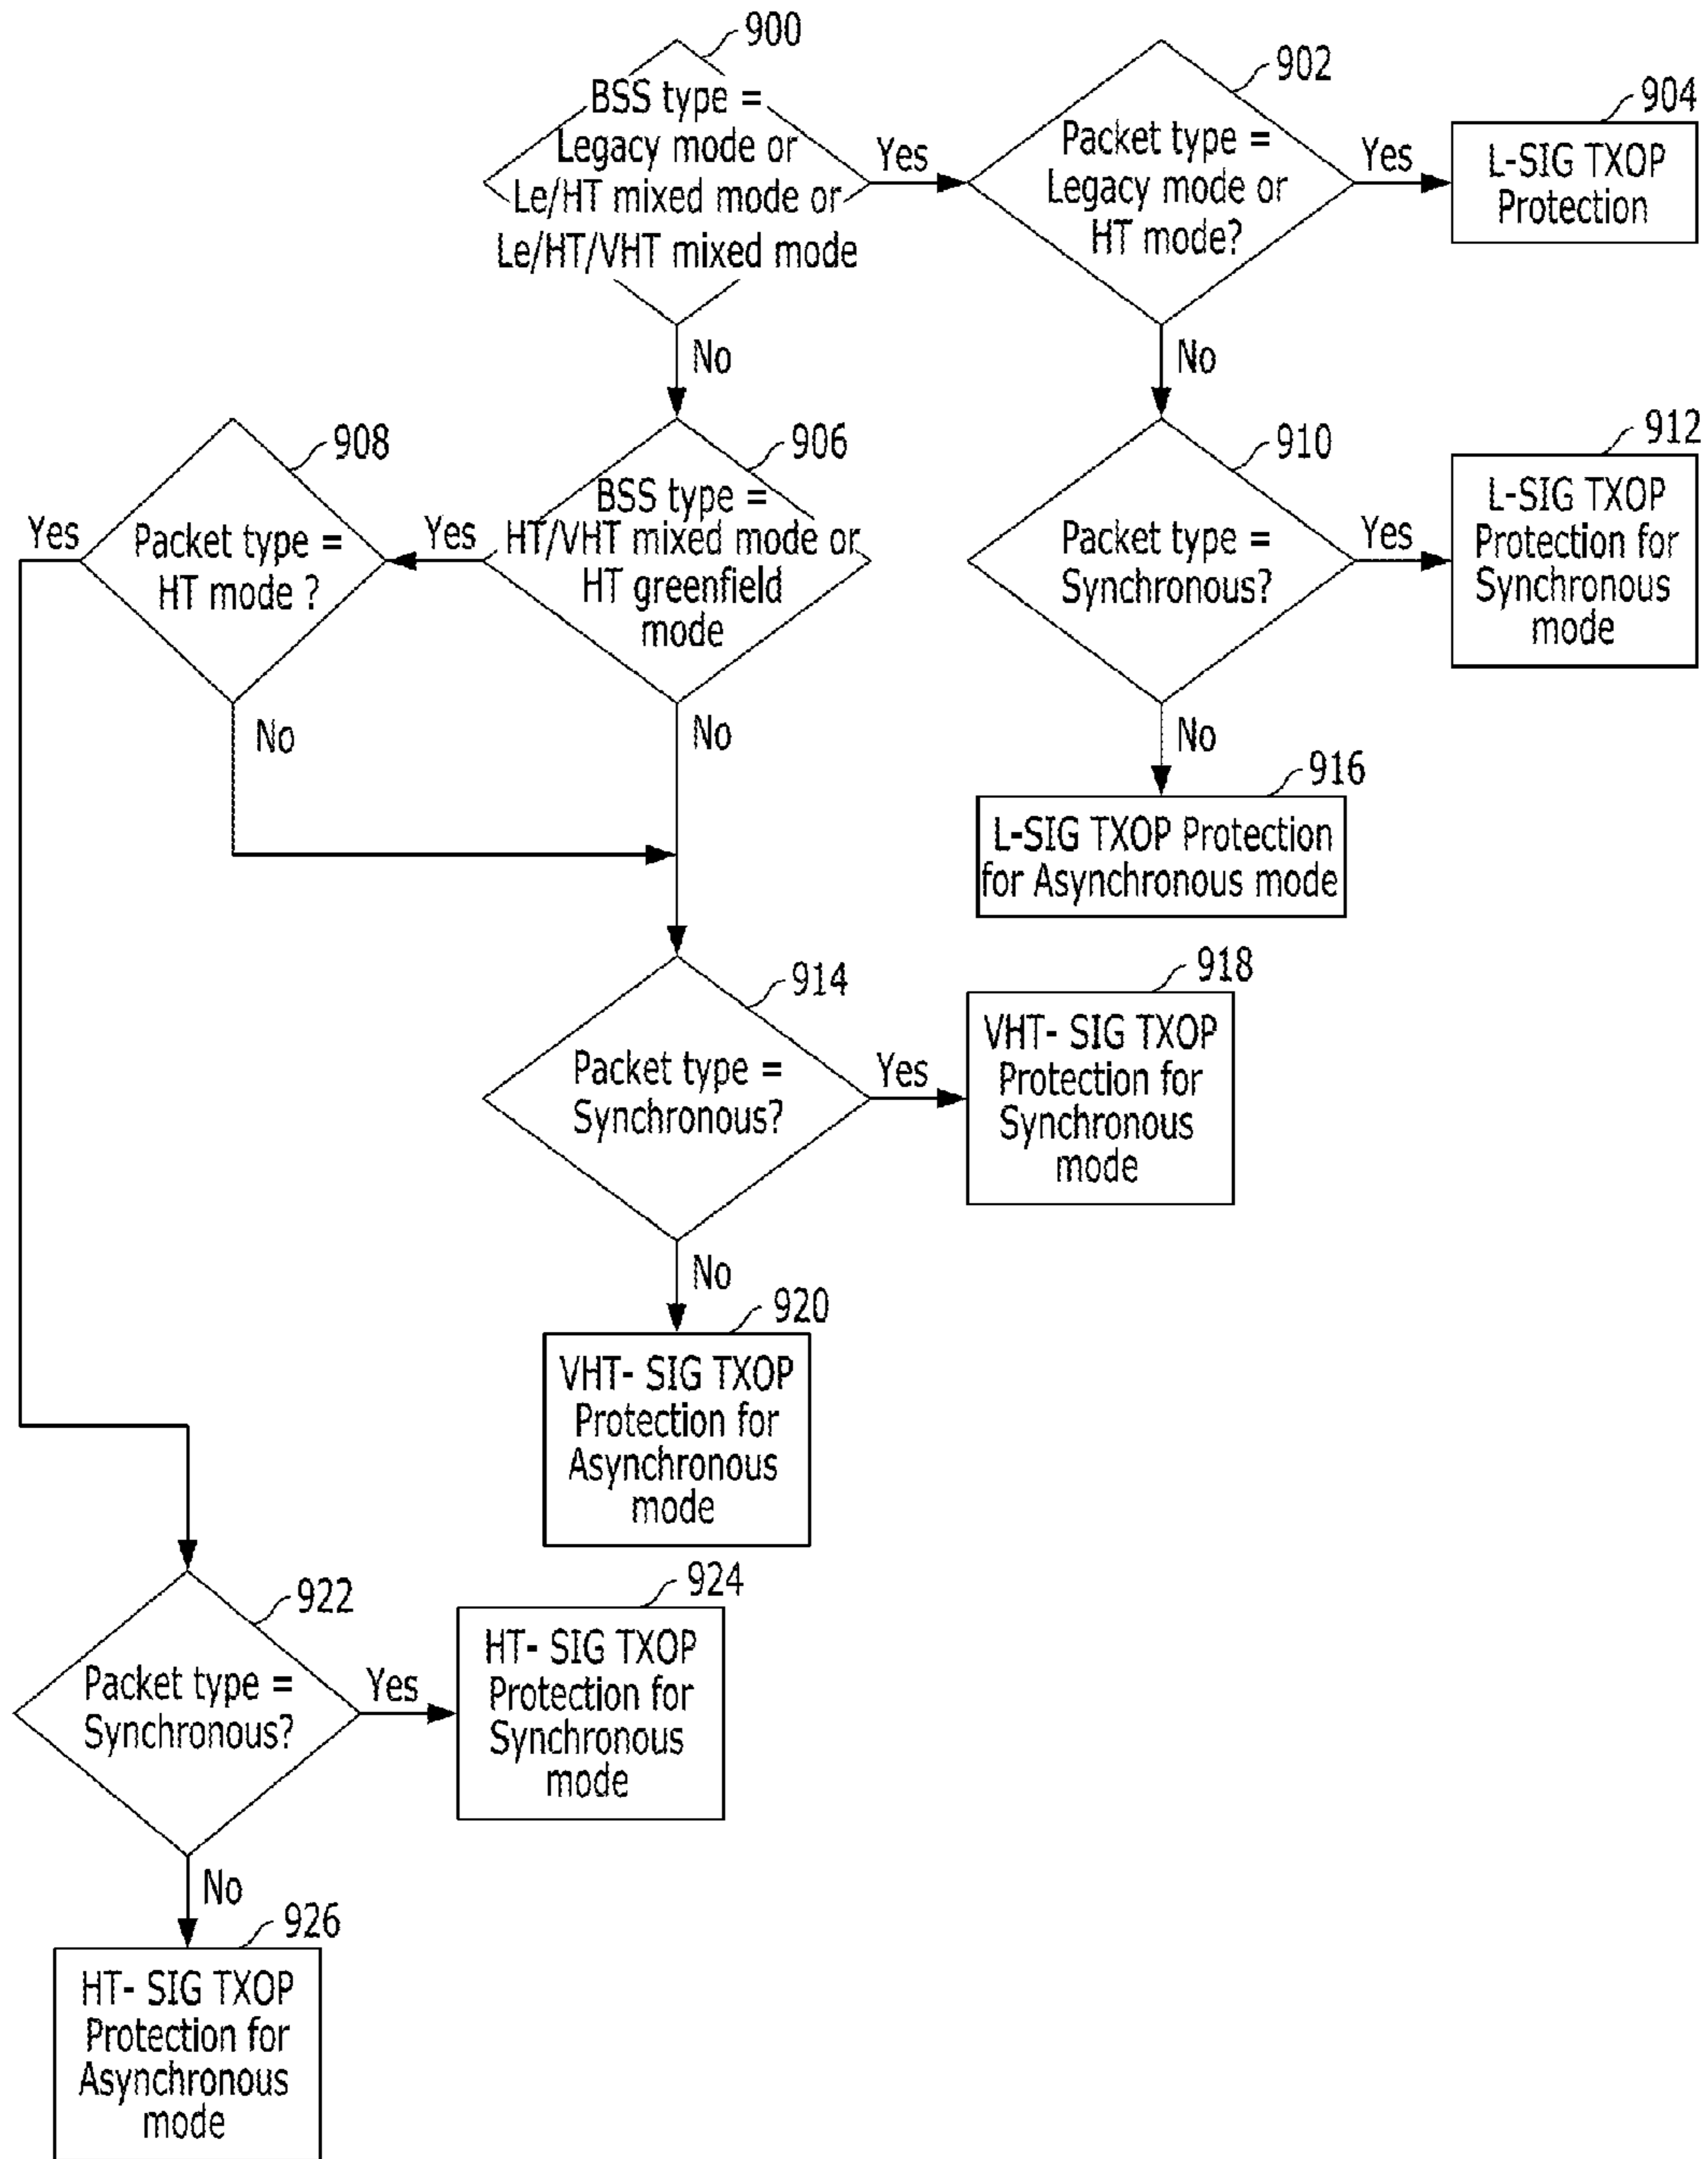 900
BSS type =
Legacy mode or
Le/HT mixed mode or
Le/HT/VHT mixed mode
Yes
No
902
Packet type =
Legacy mode or
HT mode?
Yes
No
904
L-SIG TXOP
Protection
906
BSS type =
HT/VHT mixed mode or
HT greenfield
mode
Yes
No
908
Packet type =
HT mode ?
Yes
No
910
Packet type =
Synchronous?
Yes
No
912
L-SIG TXOP
Protection for
Synchronous
mode
916
L-SIG TXOP Protection
for Asynchronous mode
914
Packet type =
Synchronous?
Yes
No
918
VHT- SIG TXOP
Protection for
Synchronous
mode
920
VHT- SIG TXOP
Protection for
Asynchronous
mode
922
Packet type =
Synchronous?
Yes
No
924
HT- SIG TXOP
Protection for
Synchronous
mode
926
HT- SIG TXOP
Protection for
Asynchronous
mode